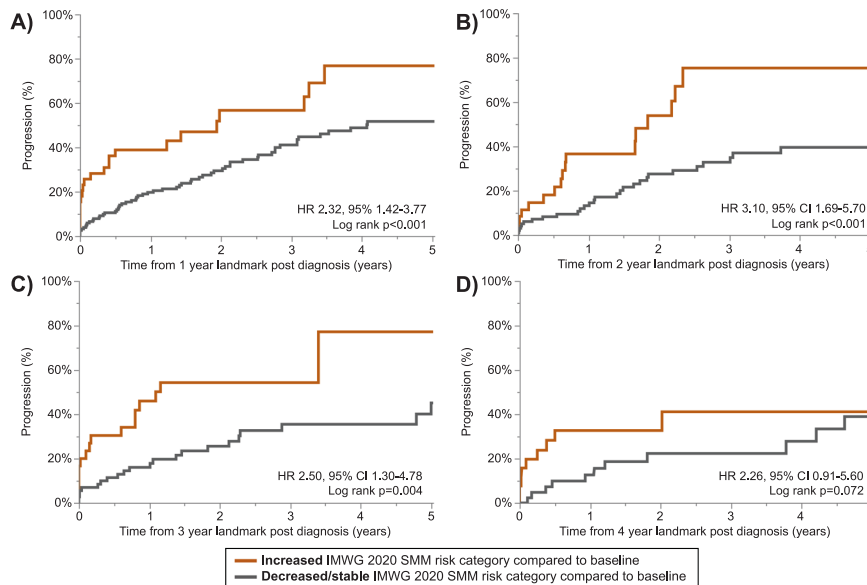 A)
Progression (%)
100%
80%
60%
40%
20%
0%
HR 2.32, 95% 1.42-3.77
Log rank p<0.001
0 1 2 3 4 5
Time from 1 year landmark post diagnosis (years)
B)
Progression (%)
100%
80%
60%
40%
20%
0%
HR 3.10, 95% CI 1.69-5.70
Log rank p<0.001
0 1 2 3 4
Time from 2 year landmark post diagnosis (years)
C)
Progression (%)
100%
80%
60%
40%
20%
0%
HR 2.50, 95% CI 1.30-4.78
Log rank p=0.004
0 1 2 3 4 5
Time from 3 year landmark post diagnosis (years)
D)
Progression (%)
100%
80%
60%
40%
20%
0%
HR 2.26, 95% CI 0.91-5.60
Log rank p=0.072
0 1 2 3 4
Time from 4 year landmark post diagnosis (years)
Increased IMWG 2020 SMM risk category compared to baseline
Decreased/stable IMWG 2020 SMM risk category compared to baseline